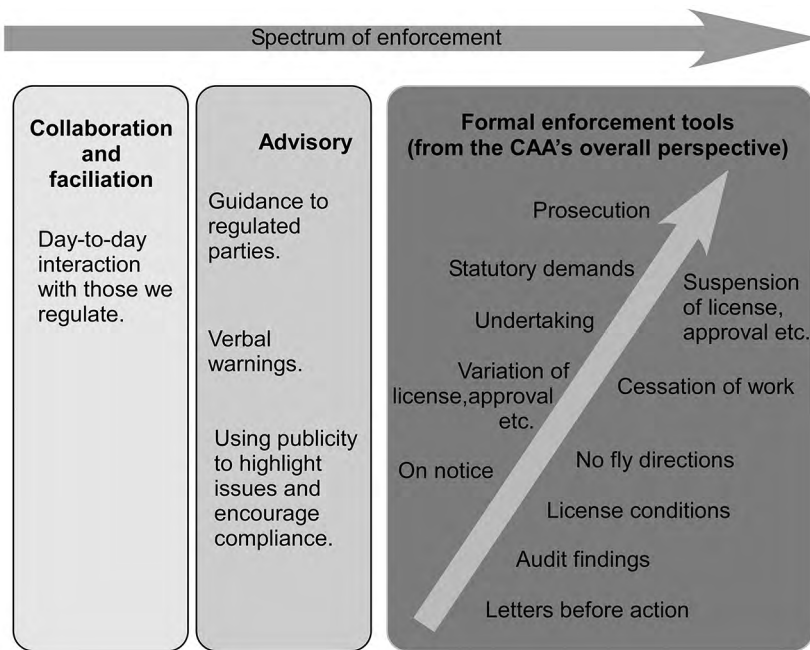 Spectrum of enforcement
Collaboration
and
faciliation
Day-to-day
interaction
with those we
regulate.
Advisory
Guidance to
regulated
parties.
Verbal
warnings.
Using publicity
to highlight
issues and
encourage
compliance.
Formal enforcement tools
(from the CAA's overall perspective)
Prosecution
Statutory demands
Suspension
of license,
approval etc.
Undertaking
Variation of
license,approval
etc.
Cessation of work
On notice
No fly directions
License conditions
Audit findings
Letters before action